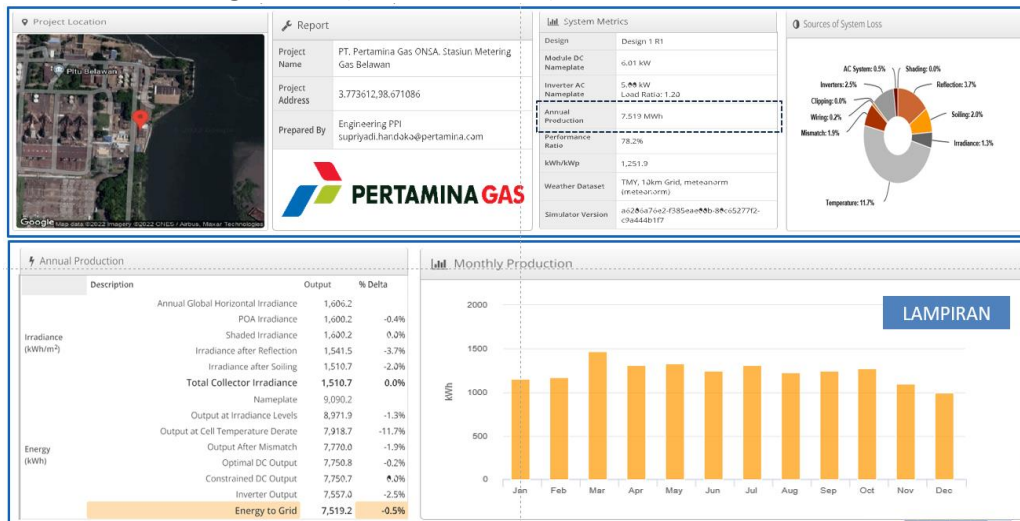 Project Location
Pitu Belawan
Google
Map data ©2022 Imagery ©2022 CNES / Airbus, Maxar Technologies
Report
Project Name
PT. Pertamina Gas ONSA, Stasiun Metering Gas Belawan
Project Address
3.773612,98.671086
Prepared By
Engineering PPI
supriyadi.handoko@pertamina.com
PERTAMINA GAS
System Metrics
Design
Design 1 R1
Module DC Nameplate
6.01 kW
Inverter AC Nameplate
kW
Load Ratio: 1.20
Annual Production
7.519 MWh
Performance Ratio
78.2%
kWh/kWp
1,251.9
Weather Dataset
TMY, 10km Grid, meteonorm (meteonorm)
Simulator Version
c9a444b1f7
Sources of System Loss
AC System: 0.5%
Shading: 0.0%
Inverters: 2.5%
Reflection: 3.7%
Clipping: 0.0%
Wiring: 0.2%
Soiling: 2.0%
Mismatch: 1.9%
Irradiance: 1.3%
Temperature: 11.7%
Annual Production
Description Output % Delta
Irradiance (kWh/m²)
Annual Global Horizontal Irradiance 1,606.2
POA Irradiance 1,600.2 -0.4%
Shaded Irradiance 1,600.2 0.0%
Irradiance after Reflection 1,541.5 -3.7%
Irradiance after Soiling 1,510.7 -2.0%
Total Collector Irradiance 1,510.7 0.0%
Energy (kWh)
Nameplate 9,090.2
Output at Irradiance Levels 8,971.9 -1.3%
Output at Cell Temperature Derate 7,918.7 -11.7%
Output After Mismatch 7,770.0 -1.9%
Optimal DC Output 7,750.8 -0.2%
Constrained DC Output 7,750.7 0.0%
Inverter Output 7,557.0 -2.5%
Energy to Grid 7,519.2 -0.5%
Monthly Production
LAMPIRAN
kWh
2000
1500
1000
500
0
Jan Feb Mar Apr May Jun Jul Aug Sep Oct Nov Dec